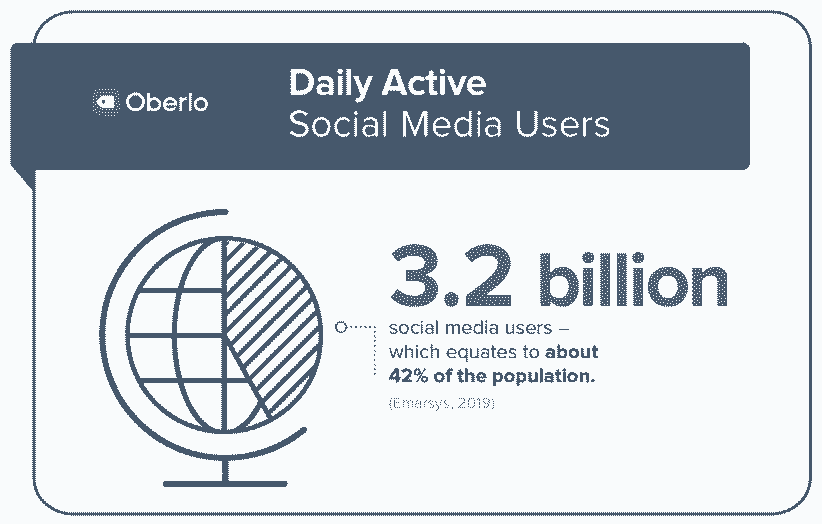 Oberlo
Daily Active
Social Media Users
3.2 billion
social media users –
which equates to about
42% of the population.
(Emarsys, 2019)